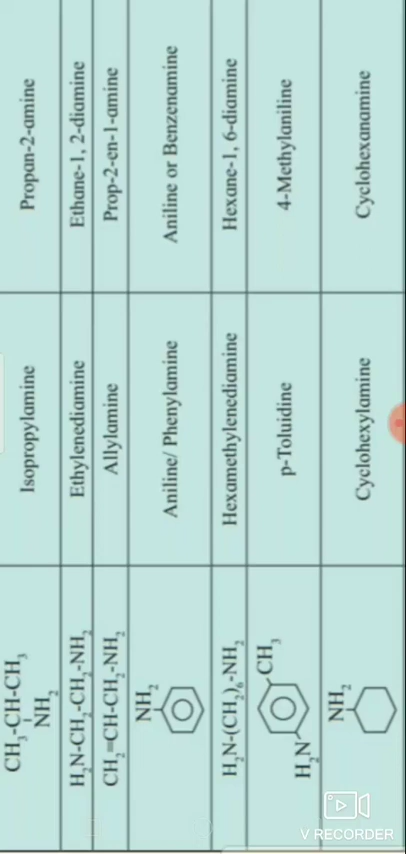 CH₃-CH-CH₃
NH₂
Isopropylamine
Propan-2-amine
H₂N-CH₂-CH₂-NH₂
Ethylenediamine
Ethane-1, 2-diamine
CH₂=CH-CH₂-NH₂
Allylamine
Prop-2-en-1-amine
NH₂
Aniline/ Phenylamine
Aniline or Benzenamine
H₂N-(CH₂)₆-NH₂
Hexamethylenediamine
Hexane-1, 6-diamine
CH₃
H₂N
p-Toluidine
4-Methylaniline
NH₂
Cyclohexylamine
Cyclohexanamine
V RECORDER